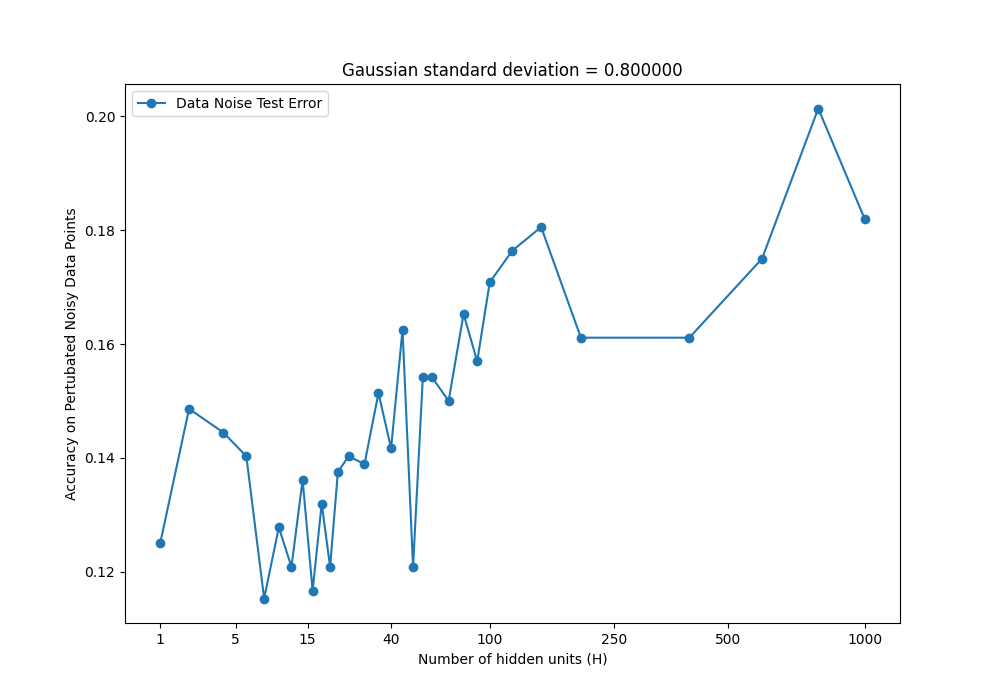 Gaussian standard deviation = 0.800000
Data Noise Test Error
Accuracy on Pertubated Noisy Data Points
0.20
0.18
0.16
0.14
0.12
1 5 15 40 100 250 500 1000
Number of hidden units (H)